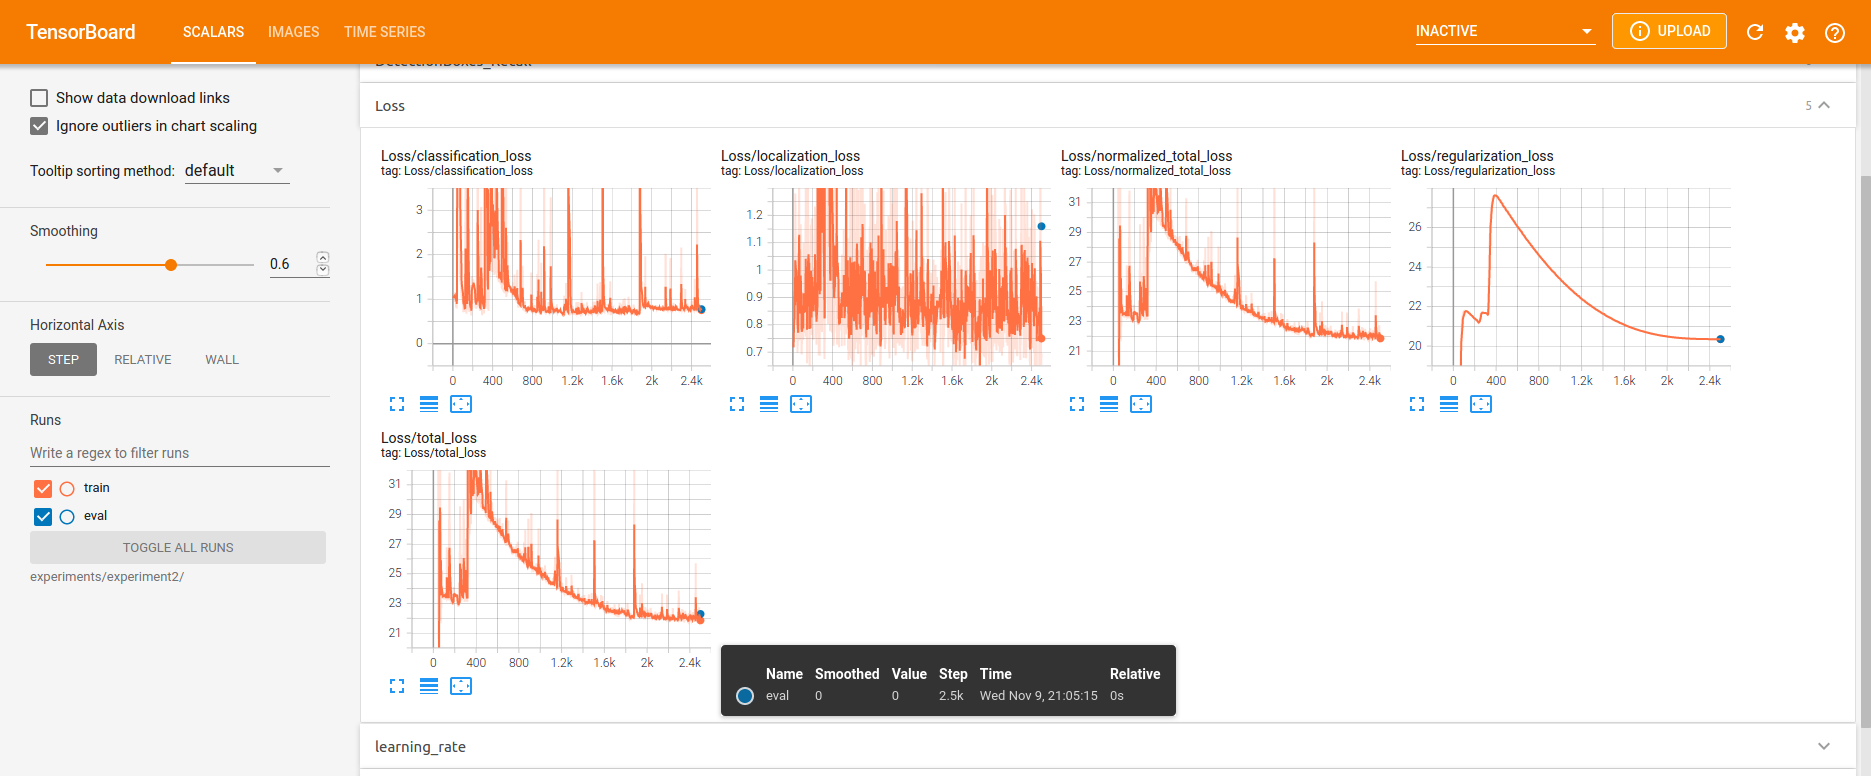 TensorBoard SCALARS IMAGES TIME SERIES INACTIVE UPLOAD
Show data download links
Ignore outliers in chart scaling
Tooltip sorting method: default
Smoothing
0.6
Horizontal Axis
STEP RELATIVE WALL
Runs
Write a regex to filter runs
train
eval
TOGGLE ALL RUNS
experiments/experiment2/
DetectionBoxes_Recall
Loss 5
Loss/classification_loss
tag: Loss/classification_loss
3
2
1
0
0 400 800 1.2k 1.6k 2k 2.4k
Loss/localization_loss
tag: Loss/localization_loss
1.2
1.1
1
0.9
0.8
0.7
0 400 800 1.2k 1.6k 2k 2.4k
Loss/normalized_total_loss
tag: Loss/normalized_total_loss
31
29
27
25
23
21
0 400 800 1.2k 1.6k 2k 2.4k
Loss/regularization_loss
tag: Loss/regularization_loss
26
24
22
20
0 400 800 1.2k 1.6k 2k 2.4k
Loss/total_loss
tag: Loss/total_loss
31
29
27
25
23
21
0 400 800 1.2k 1.6k 2k 2.4k
Name Smoothed Value Step Time Relative
eval 0 0 2.5k Wed Nov 9, 21:05:15 0s
learning_rate